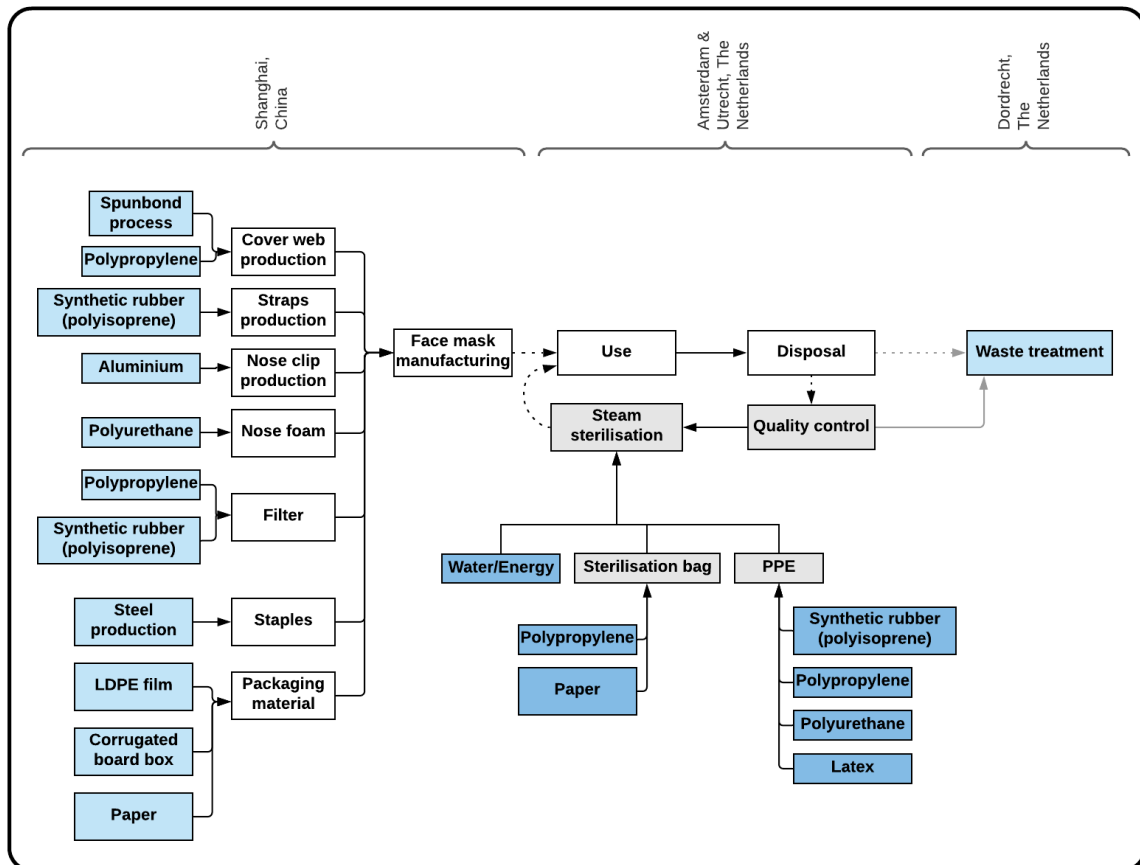 Shanghai,
China
Amsterdam &
Utrecht, The
Netherlands
Dordrecht,
The
Netherlands
Spunbond
process
Polypropylene
Cover web
production
Synthetic rubber
(polyisoprene)
Straps
production
Aluminium
Nose clip
production
Polyurethane
Nose foam
Polypropylene
Synthetic rubber
(polyisoprene)
Filter
Steel
production
Staples
LDPE film
Corrugated
board box
Paper
Packaging
material
Face mask
manufacturing
Use
Disposal
Waste treatment
Steam
sterilisation
Quality control
Water/Energy
Sterilisation bag
PPE
Polypropylene
Paper
Synthetic rubber
(polyisoprene)
Polypropylene
Polyurethane
Latex